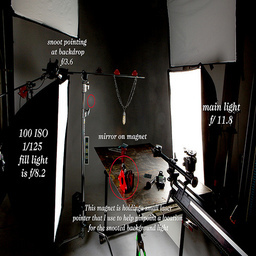 snoot pointing
at backdrop
f/3.6
main light
f/ 11.8
100 ISO
1/125
fill light
is f/8.2
mirror on magnet
This magnet is holding a small laser
pointer that I use to help pinpoint a location
for the snooted background light